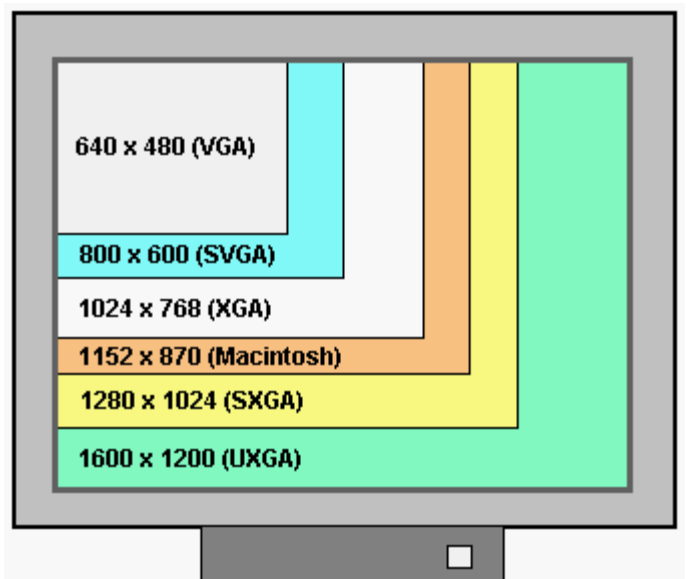 640 x 480 (VGA)
800 x 600 (SVGA)
1024 x 768 (XGA)
1152 x 870 (Macintosh)
1280 x 1024 (SXGA)
1600 x 1200 (UXGA)